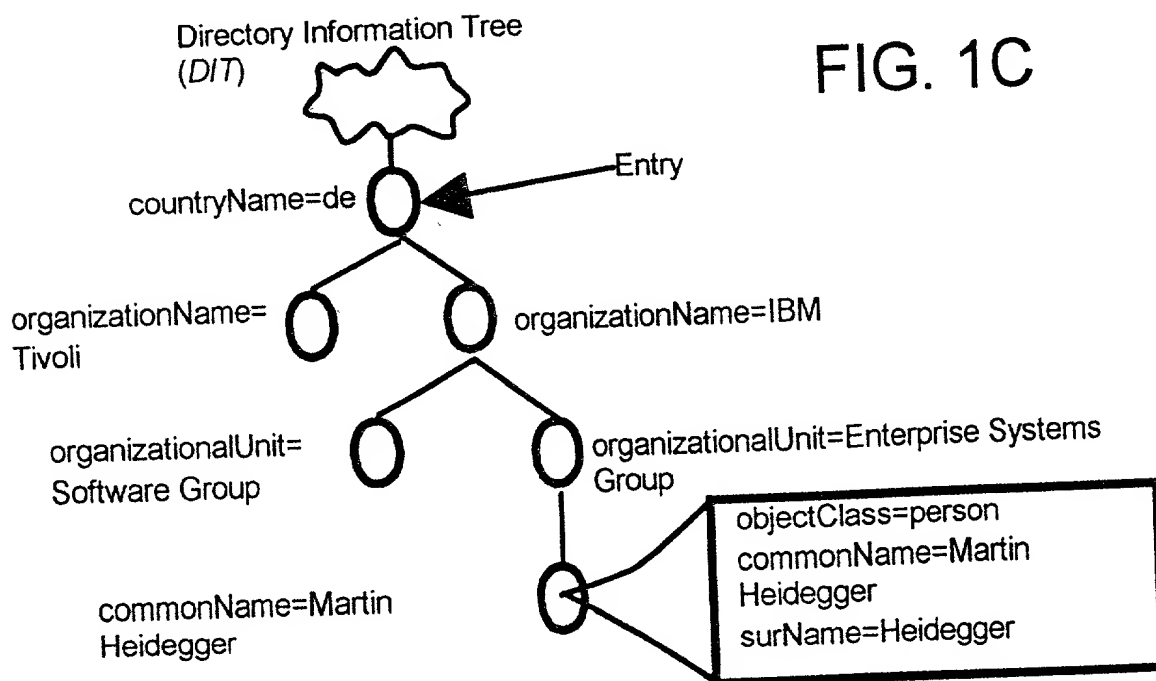 Directory Information Tree
(DIT)
FIG. 1C
Entry
countryName=de
organizationName=
Tivoli
organizationName=IBM
organizationalUnit=
Software Group
organizationalUnit=Enterprise Systems
Group
objectClass=person
commonName=Martin
Heidegger
surName=Heidegger
commonName=Martin
Heidegger